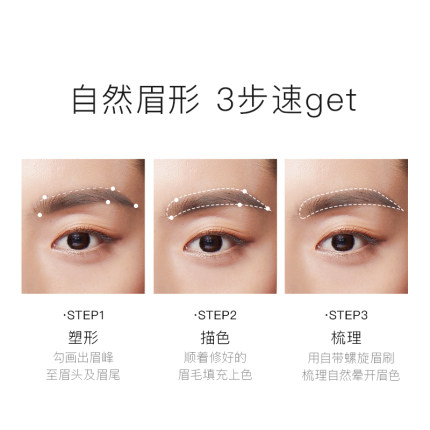 自然眉形 3步速get
·STEP1
塑形
勾画出眉峰
至眉头及眉尾
·STEP2
描色
顺着修好的
眉毛填充上色
·STEP3
梳理
用自带螺旋眉刷
梳理自然晕开眉色